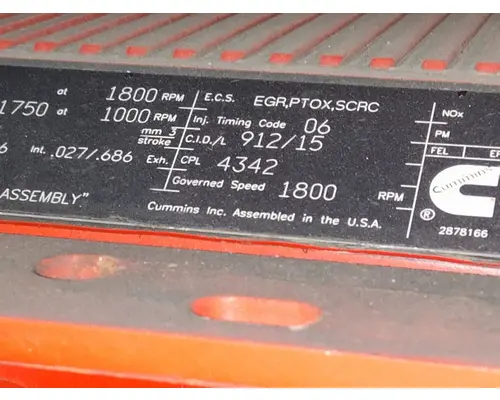 at 1800 RPM E.C.S. EGR,PTOX,SCRC NOx
1750 at 1000 RPM Inj. Timing Code 06 PM
mm 3 stroke C.I.D./L 912/15 FEL
6 Int. .027/.686 Exh. CPL 4342
Governed Speed 1800 RPM
ASSEMBLY" Cummins Inc. Assembled in the U.S.A.
Cummins
®
2878166